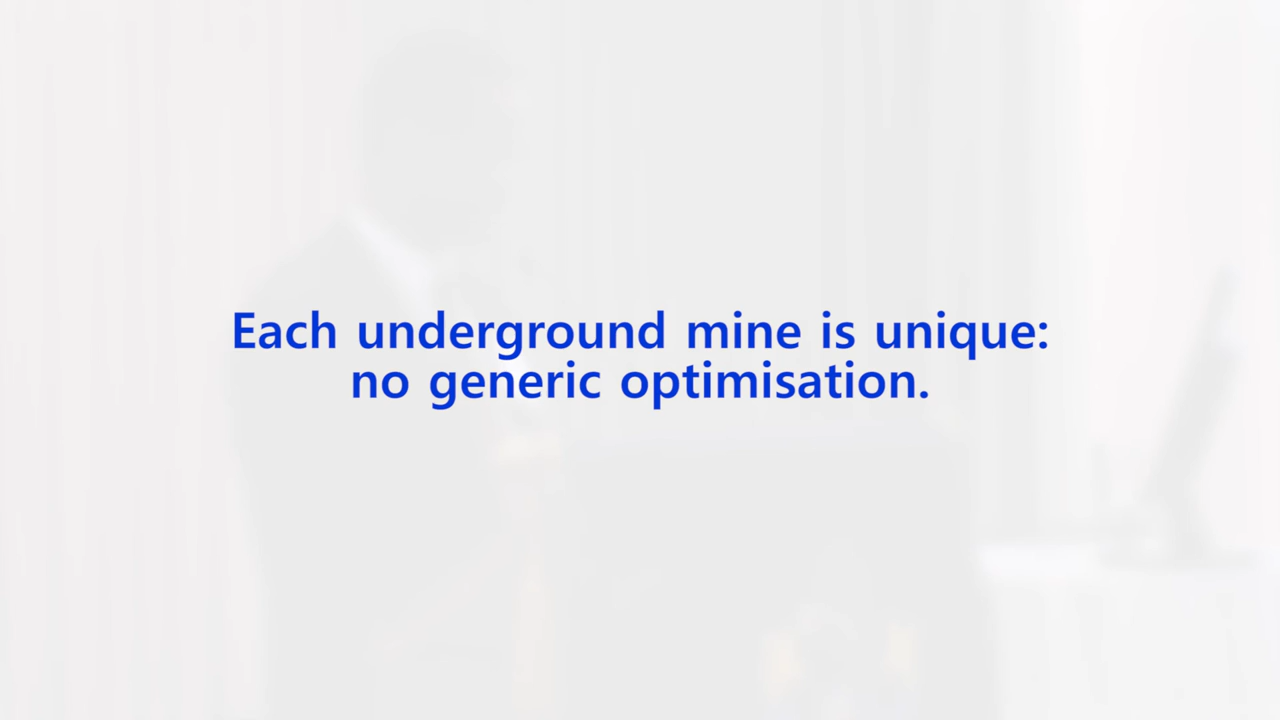 Each underground mine is unique:
no generic optimisation.